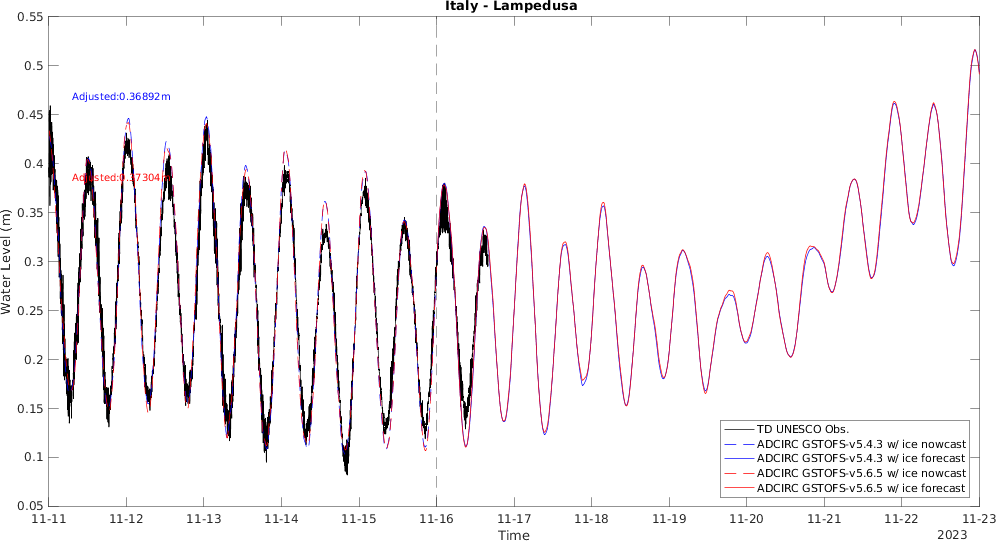 Italy - Lampedusa
Water Level (m)
0.55
0.5
0.45
0.4
0.35
0.3
0.25
0.2
0.15
0.1
0.05
Adjusted:0.36892m
Adjusted:0.37304m
TD UNESCO Obs.
ADCIRC GSTOFS-v5.4.3 w/ ice nowcast
ADCIRC GSTOFS-v5.4.3 w/ ice forecast
ADCIRC GSTOFS-v5.6.5 w/ ice nowcast
ADCIRC GSTOFS-v5.6.5 w/ ice forecast
11-11 11-12 11-13 11-14 11-15 11-16 11-17 11-18 11-19 11-20 11-21 11-22 11-23
Time
2023